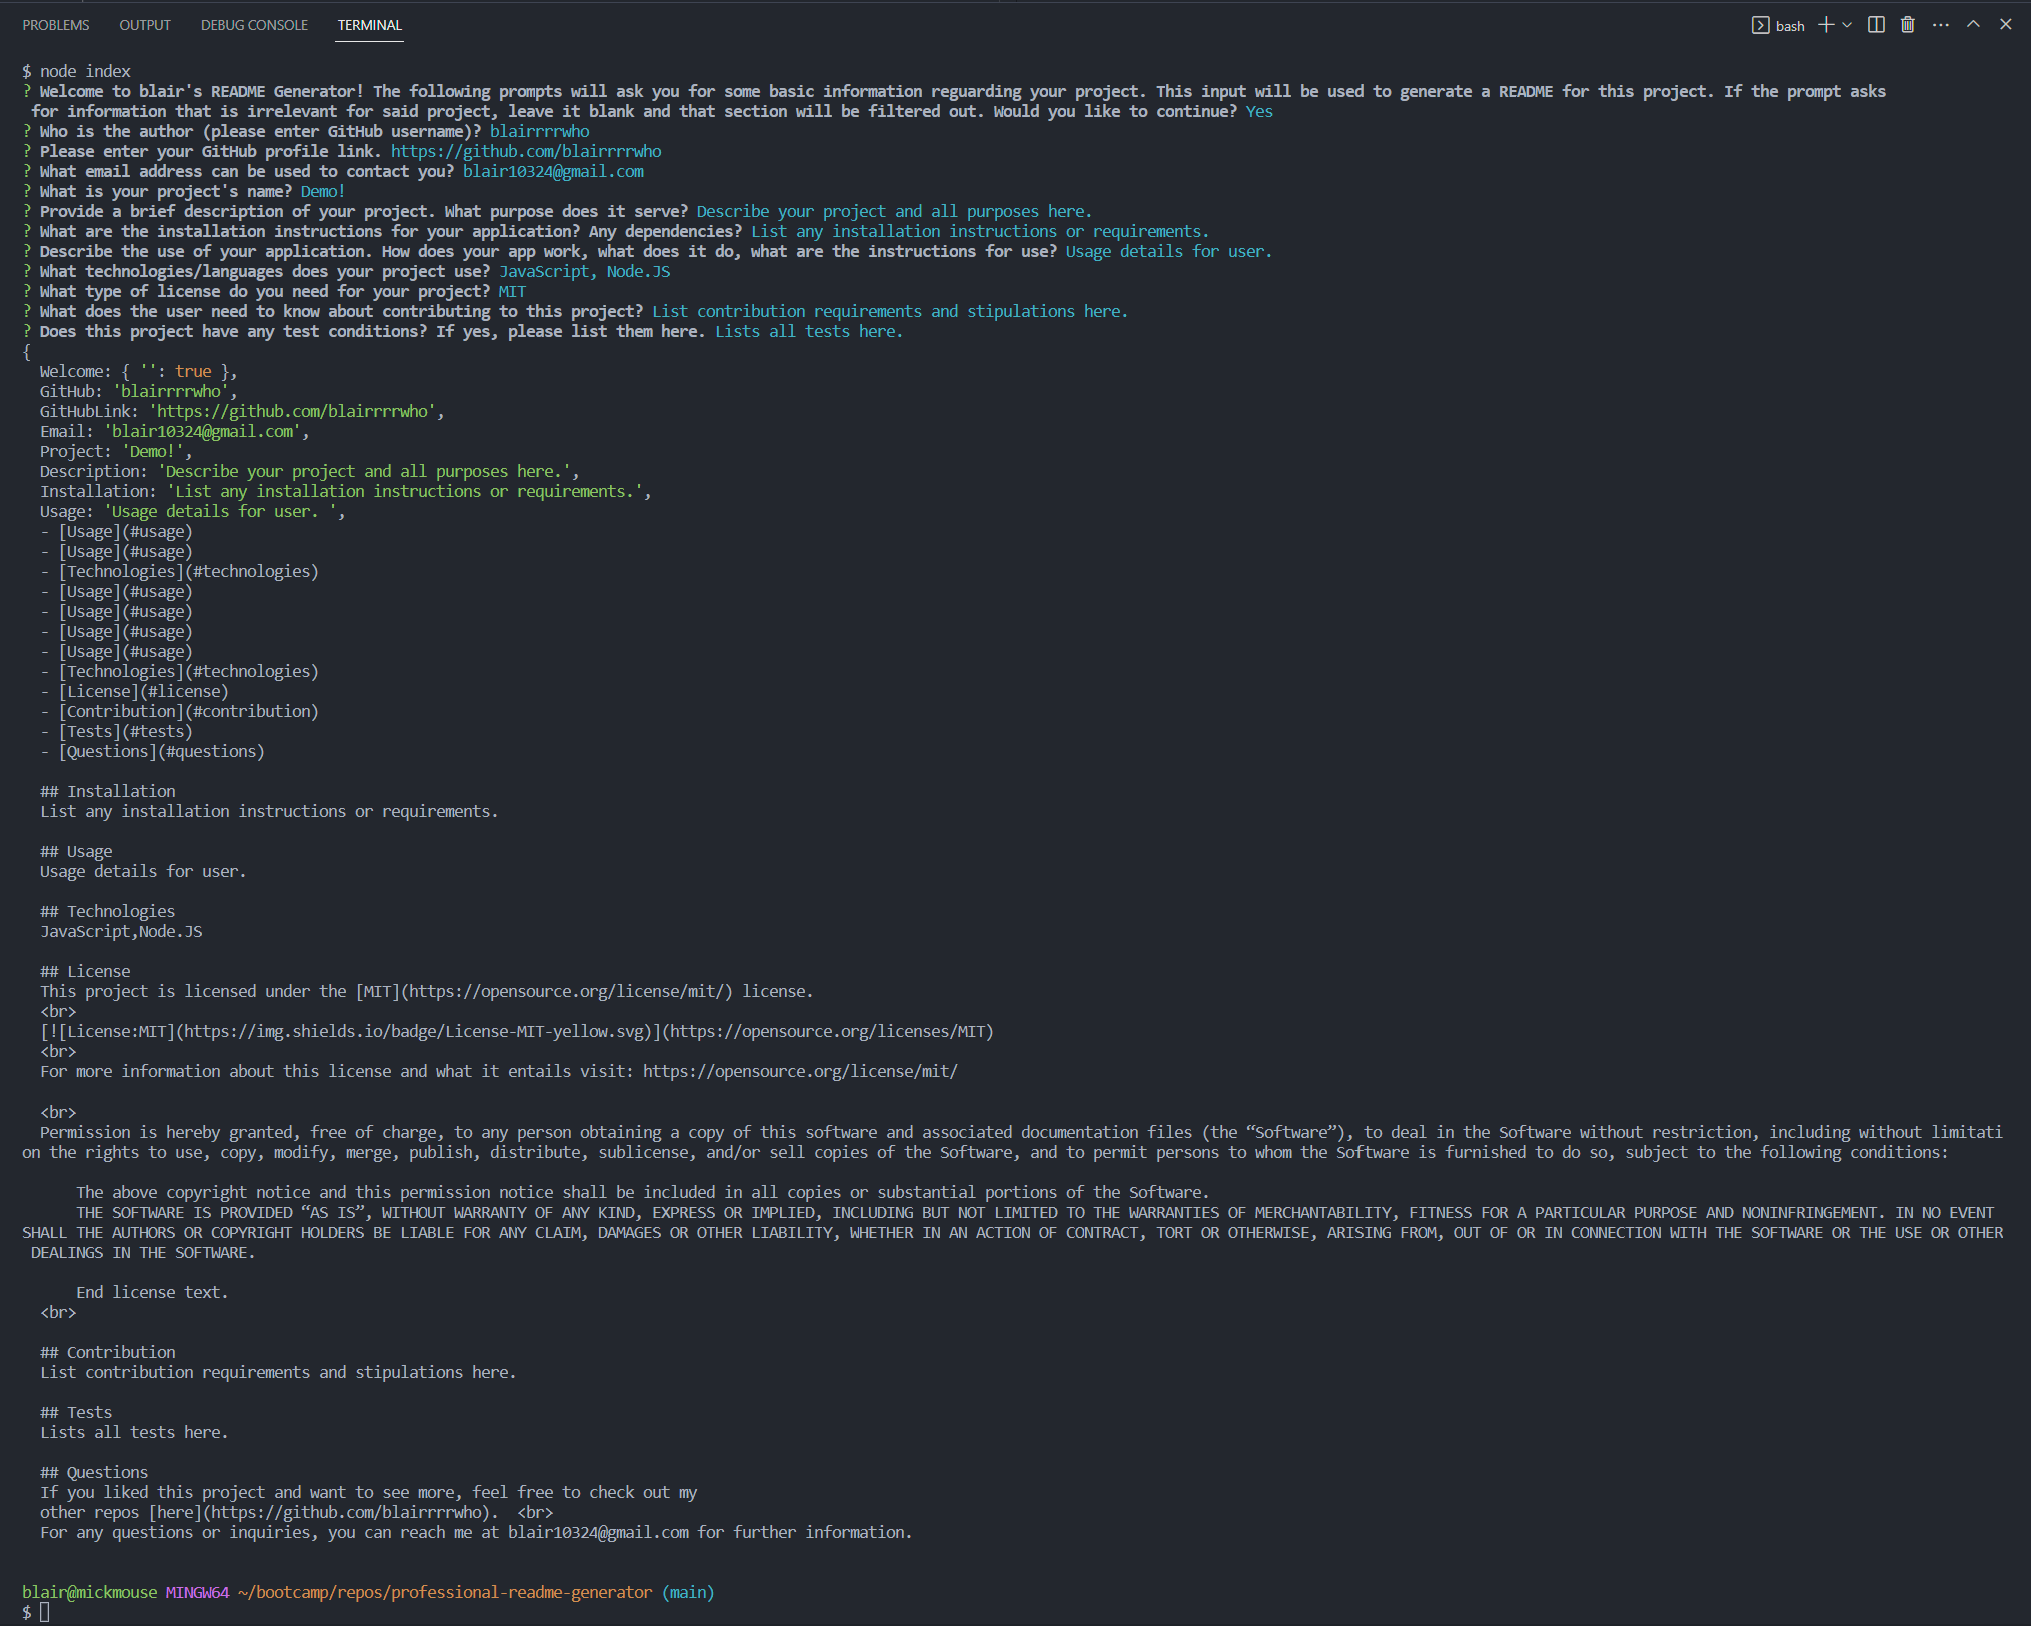 PROBLEMS OUTPUT DEBUG CONSOLE TERMINAL bash
$ node index
? Welcome to blair's README Generator! The following prompts will ask you for some basic information reguarding your project. This input will be used to generate a README for this project. If the prompt asks
for information that is irrelevant for said project, leave it blank and that section will be filtered out. Would you like to continue? Yes
? Who is the author (please enter GitHub username)? blairrrrwho
? Please enter your GitHub profile link. https://github.com/blairrrrwho
? What email address can be used to contact you? blair10324@gmail.com
? What is your project's name? Demo!
? Provide a brief description of your project. What purpose does it serve? Describe your project and all purposes here.
? What are the installation instructions for your application? Any dependencies? List any installation instructions or requirements.
? Describe the use of your application. How does your app work, what does it do, what are the instructions for use? Usage details for user.
? What technologies/languages does your project use? JavaScript, Node.JS
? What type of license do you need for your project? MIT
? What does the user need to know about contributing to this project? List contribution requirements and stipulations here.
? Does this project have any test conditions? If yes, please list them here. Lists all tests here.
{
Welcome: { '': true },
GitHub: 'blairrrrwho',
GitHubLink: 'https://github.com/blairrrrwho',
Email: 'blair10324@gmail.com',
Project: 'Demo!',
Description: 'Describe your project and all purposes here.',
Installation: 'List any installation instructions or requirements.',
Usage: 'Usage details for user. ',
- [Usage](#usage)
- [Usage](#usage)
- [Technologies](#technologies)
- [Usage](#usage)
- [Usage](#usage)
- [Usage](#usage)
- [Usage](#usage)
- [Technologies](#technologies)
- [License](#license)
- [Contribution](#contribution)
- [Tests](#tests)
- [Questions](#questions)
## Installation
List any installation instructions or requirements.
## Usage
Usage details for user.
## Technologies
JavaScript,Node.JS
## License
This project is licensed under the [MIT](https://opensource.org/license/mit/) license.
<br>
[![License:MIT](https://img.shields.io/badge/License-MIT-yellow.svg)](https://opensource.org/licenses/MIT)
<br>
For more information about this license and what it entails visit: https://opensource.org/license/mit/
<br>
Permission is hereby granted, free of charge, to any person obtaining a copy of this software and associated documentation files (the “Software”), to deal in the Software without restriction, including without limitati
on the rights to use, copy, modify, merge, publish, distribute, sublicense, and/or sell copies of the Software, and to permit persons to whom the Software is furnished to do so, subject to the following conditions:
The above copyright notice and this permission notice shall be included in all copies or substantial portions of the Software.
THE SOFTWARE IS PROVIDED “AS IS”, WITHOUT WARRANTY OF ANY KIND, EXPRESS OR IMPLIED, INCLUDING BUT NOT LIMITED TO THE WARRANTIES OF MERCHANTABILITY, FITNESS FOR A PARTICULAR PURPOSE AND NONINFRINGEMENT. IN NO EVENT
SHALL THE AUTHORS OR COPYRIGHT HOLDERS BE LIABLE FOR ANY CLAIM, DAMAGES OR OTHER LIABILITY, WHETHER IN AN ACTION OF CONTRACT, TORT OR OTHERWISE, ARISING FROM, OUT OF OR IN CONNECTION WITH THE SOFTWARE OR THE USE OR OTHER
DEALINGS IN THE SOFTWARE.
End license text.
<br>
## Contribution
List contribution requirements and stipulations here.
## Tests
Lists all tests here.
## Questions
If you liked this project and want to see more, feel free to check out my
other repos [here](https://github.com/blairrrrwho). <br>
For any questions or inquiries, you can reach me at blair10324@gmail.com for further information.
blair@mickmouse MINGW64 ~/bootcamp/repos/professional-readme-generator (main)
$